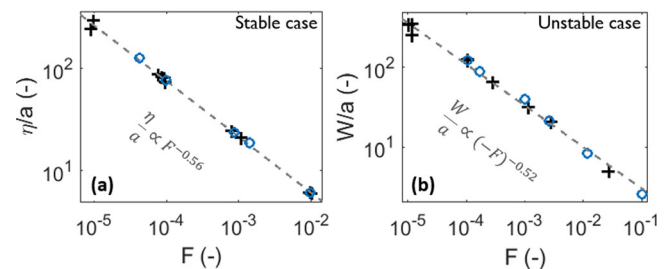 Stable case
η/a (-)
10²
10¹
η/a ∝ F⁻⁰·⁵⁶
(a)
10⁻⁵ 10⁻⁴ 10⁻³ 10⁻²
F (-)
Unstable case
W/a (-)
10²
10¹
W/a ∝ (-F)⁻⁰·⁵²
(b)
10⁻⁵ 10⁻⁴ 10⁻³ 10⁻² 10⁻¹
F (-)